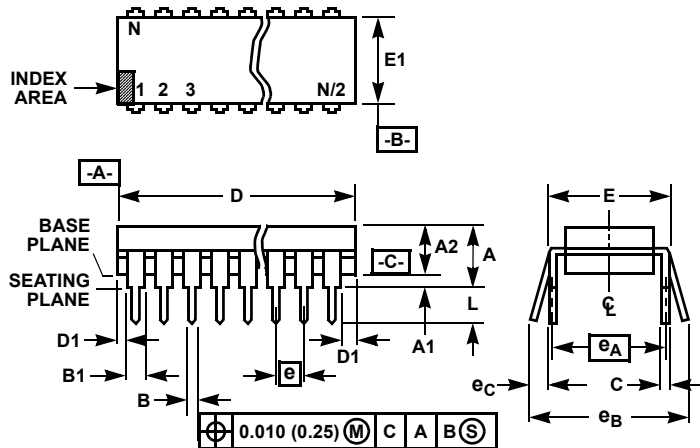 N
E1
INDEX
AREA
1 2 3 N/2
-B-
-A-
D
E
BASE
PLANE
A2
A
-C-
SEATING
PLANE
L
C
L
D1
A1
D1
e
eA
B1
eC
C
B
eB
0.010 (0.25) M C A B S